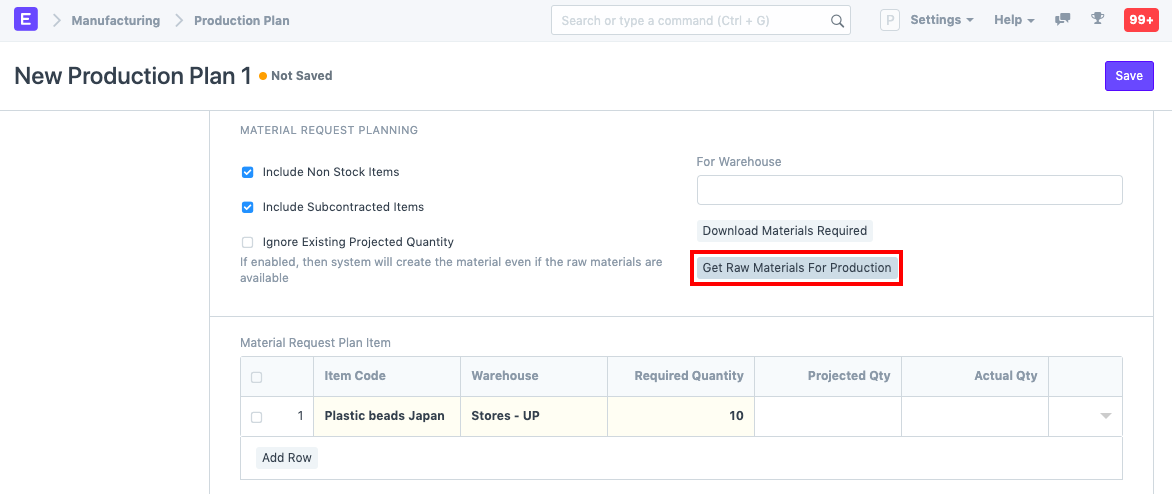 E Manufacturing Production Plan Search or type a command (Ctrl + G) P Settings Help 99+
New Production Plan 1 Not Saved Save
MATERIAL REQUEST PLANNING
Include Non Stock Items
Include Subcontracted Items
Ignore Existing Projected Quantity
If enabled, then system will create the material even if the raw materials are
available
For Warehouse
Download Materials Required
Get Raw Materials For Production
Material Request Plan Item
Item Code Warehouse Required Quantity Projected Qty Actual Qty
1 Plastic beads Japan Stores - UP 10
Add Row